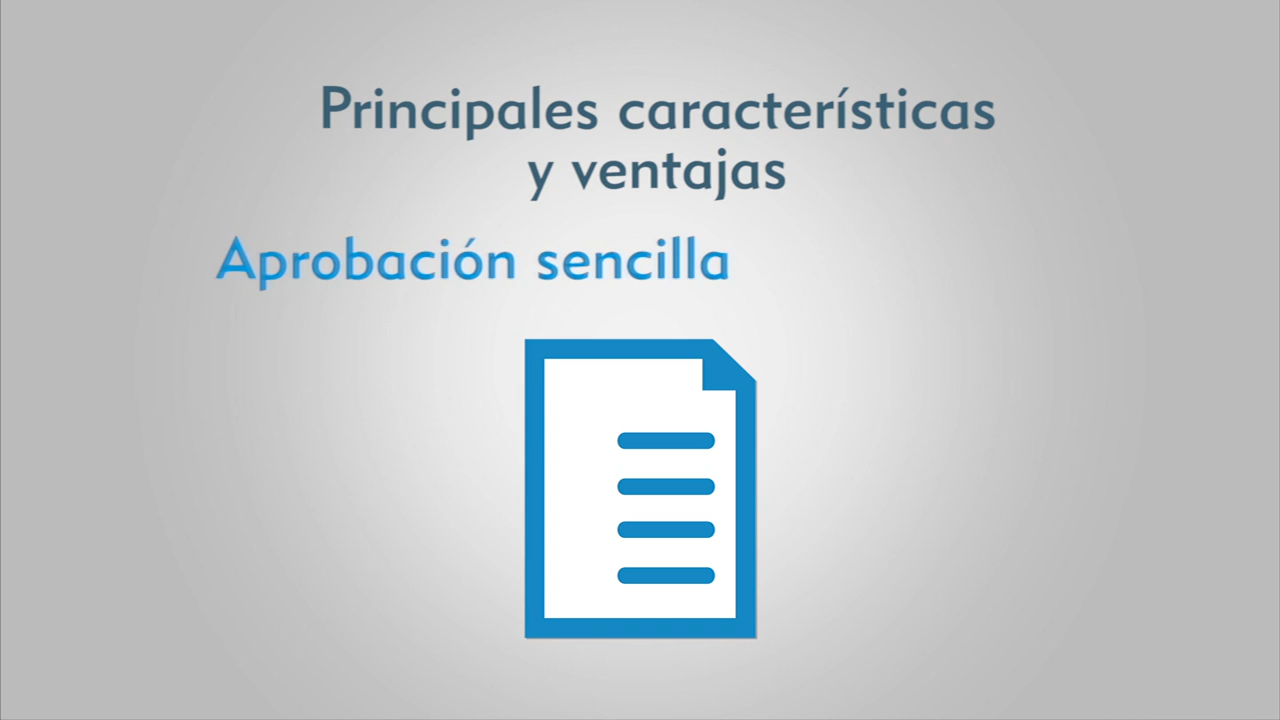 Principales características
y ventajas
Aprobación sencilla